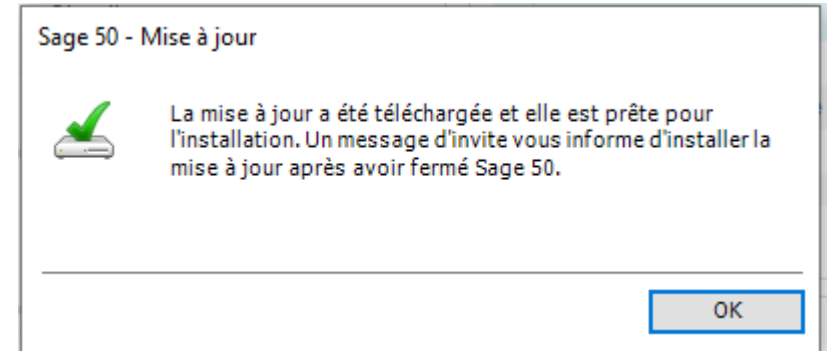 Sage 50 - Mise à jour
La mise à jour a été téléchargée et elle est prête pour
l'installation. Un message d'invite vous informe d'installer la
mise à jour après avoir fermé Sage 50.
OK